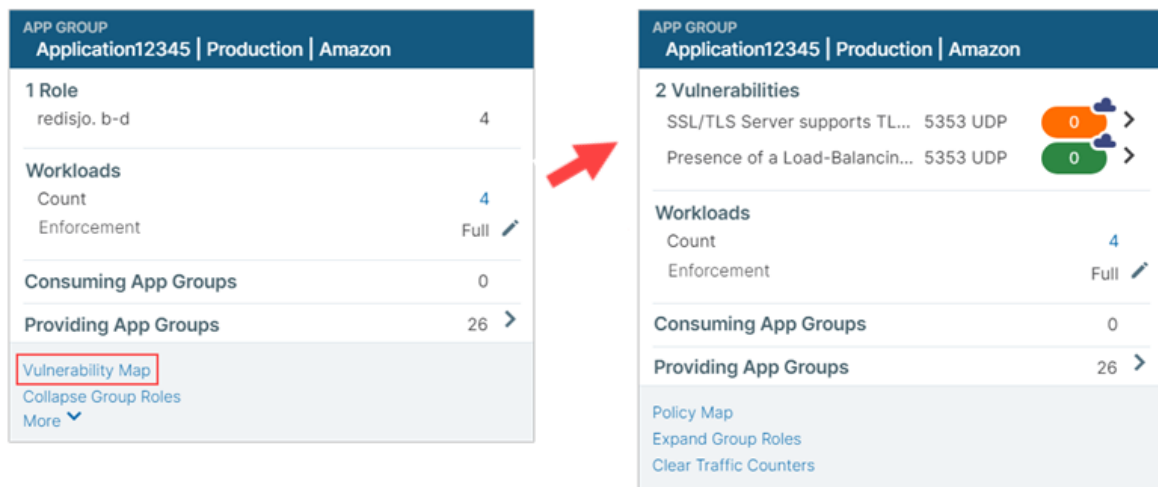 APP GROUP
Application12345 | Production | Amazon
1 Role
redisjo. b-d 4
Workloads
Count 4
Enforcement Full
Consuming App Groups 0
Providing App Groups 26
Vulnerability Map
Collapse Group Roles
More
APP GROUP
Application12345 | Production | Amazon
2 Vulnerabilities
SSL/TLS Server supports TL... 5353 UDP 0
Presence of a Load-Balancin... 5353 UDP 0
Workloads
Count 4
Enforcement Full
Consuming App Groups 0
Providing App Groups 26
Policy Map
Expand Group Roles
Clear Traffic Counters